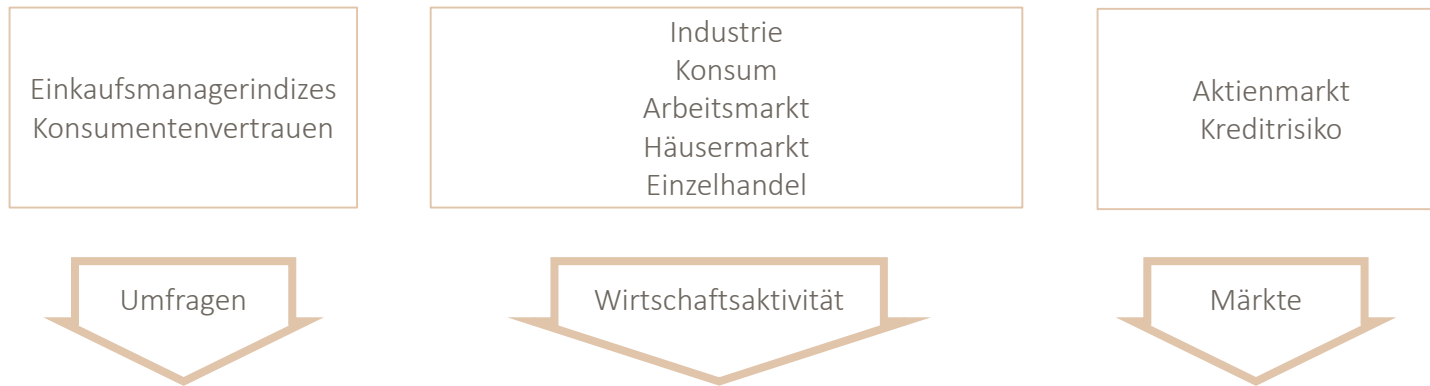 Einkaufsmanagerindizes
Konsumentenvertrauen
Industrie
Konsum
Arbeitsmarkt
Häusermarkt
Einzelhandel
Aktienmarkt
Kreditrisiko
Umfragen
Wirtschaftsaktivität
Märkte